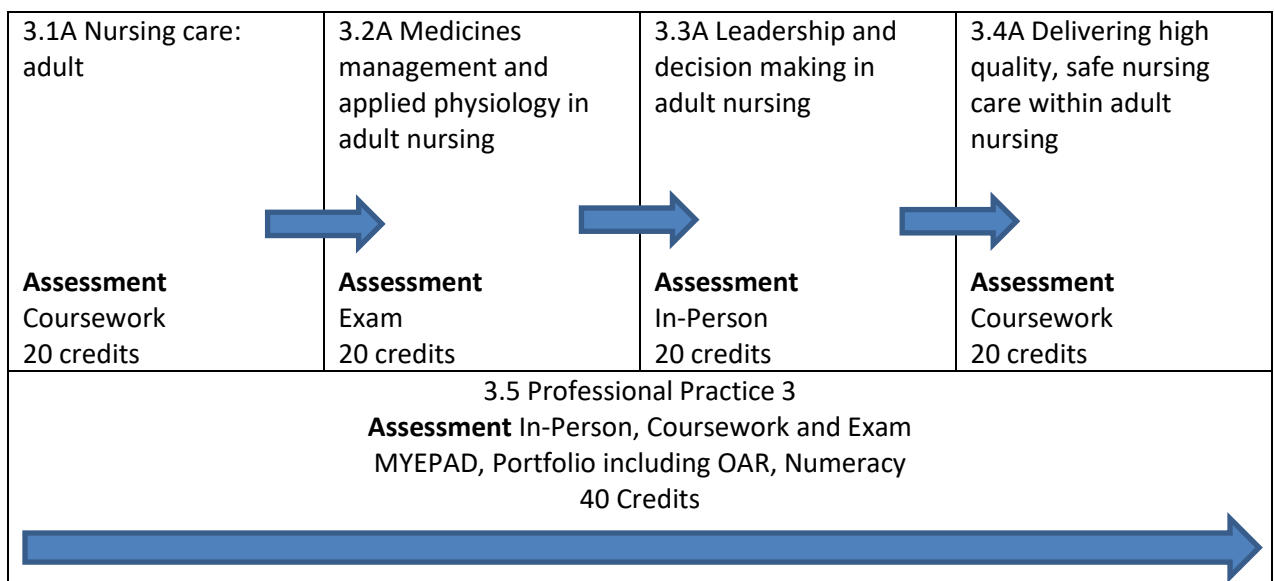 3.1A Nursing care:
adult
Assessment
Coursework
20 credits
3.2A Medicines
management and
applied physiology in
adult nursing
Assessment
Exam
20 credits
3.3A Leadership and
decision making in
adult nursing
Assessment
In-Person
20 credits
3.4A Delivering high
quality, safe nursing
care within adult
nursing
Assessment
Coursework
20 credits
3.5 Professional Practice 3
Assessment In-Person, Coursework and Exam
MYEPAD, Portfolio including OAR, Numeracy
40 Credits